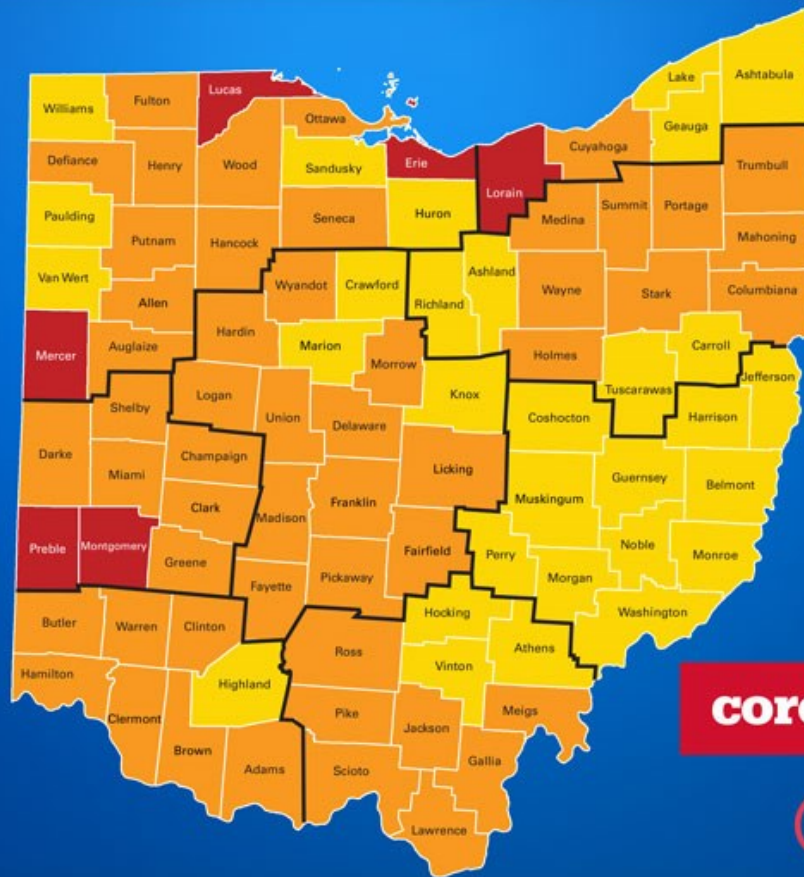 Lake
Ashtabula
Lucas
Fulton
Williams
Geauga
Ottawa
Cuyahoga
Defiance
Henry
Wood
Sandusky
Erie
Trumbull
Lorain
Paulding
Seneca
Huron
Medina
Summit
Portage
Putnam
Hancock
Mahoning
Van Wert
Wyandot
Crawford
Ashland
Wayne
Stark
Columbiana
Allen
Richland
Hardin
Mercer
Auglaize
Marion
Morrow
Holmes
Carroll
Jefferson
Logan
Knox
Tuscarawas
Shelby
Union
Delaware
Coshocton
Harrison
Darke
Champaign
Licking
Miami
Guernsey
Belmont
Clark
Madison
Franklin
Muskingum
Preble
Montgomery
Greene
Fairfield
Perry
Noble
Monroe
Fayette
Pickaway
Morgan
Butler
Warren
Clinton
Hocking
Washington
Ross
Athens
Hamilton
Highland
Vinton
Clermont
Pike
Jackson
Meigs
Brown
Adams
Scioto
Gallia
Lawrence